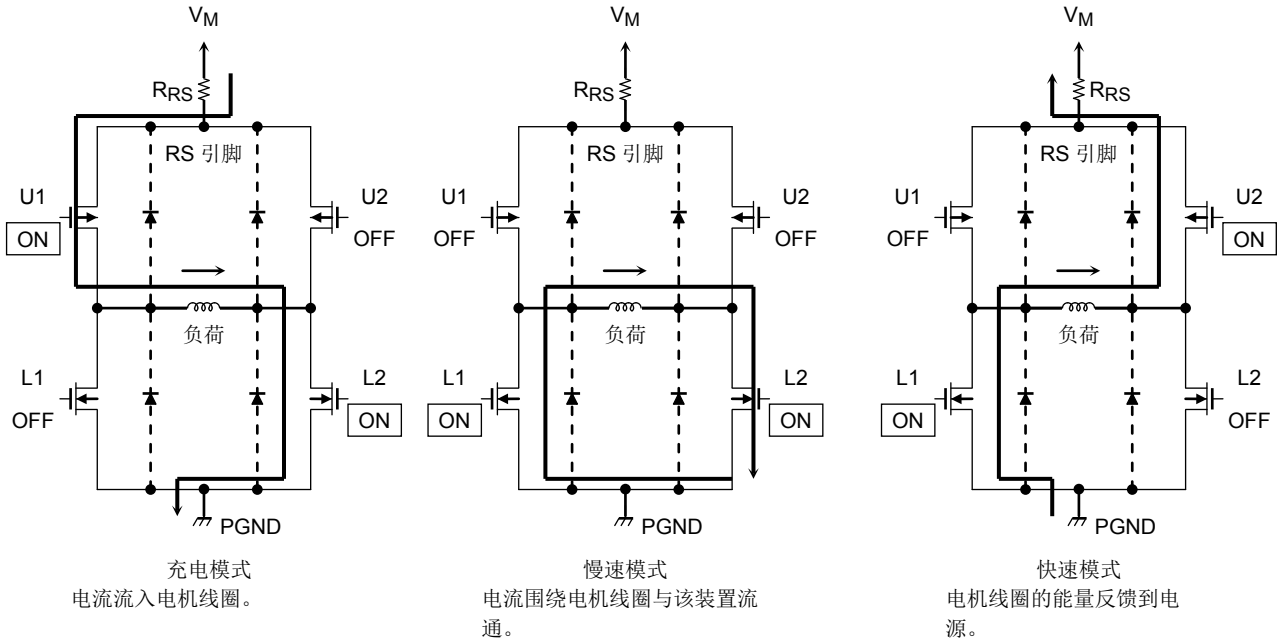 VM
RRS
RS 引脚
U1
ON
U2
OFF
负荷
L1
OFF
L2
ON
PGND
充电模式
电流流入电机线圈。
VM
RRS
RS 引脚
U1
OFF
U2
OFF
负荷
L1
ON
L2
ON
PGND
慢速模式
电流围绕电机线圈与该装置流
通。
VM
RRS
RS 引脚
U1
OFF
U2
ON
负荷
L1
ON
L2
OFF
PGND
快速模式
电机线圈的能量反馈到电
源。